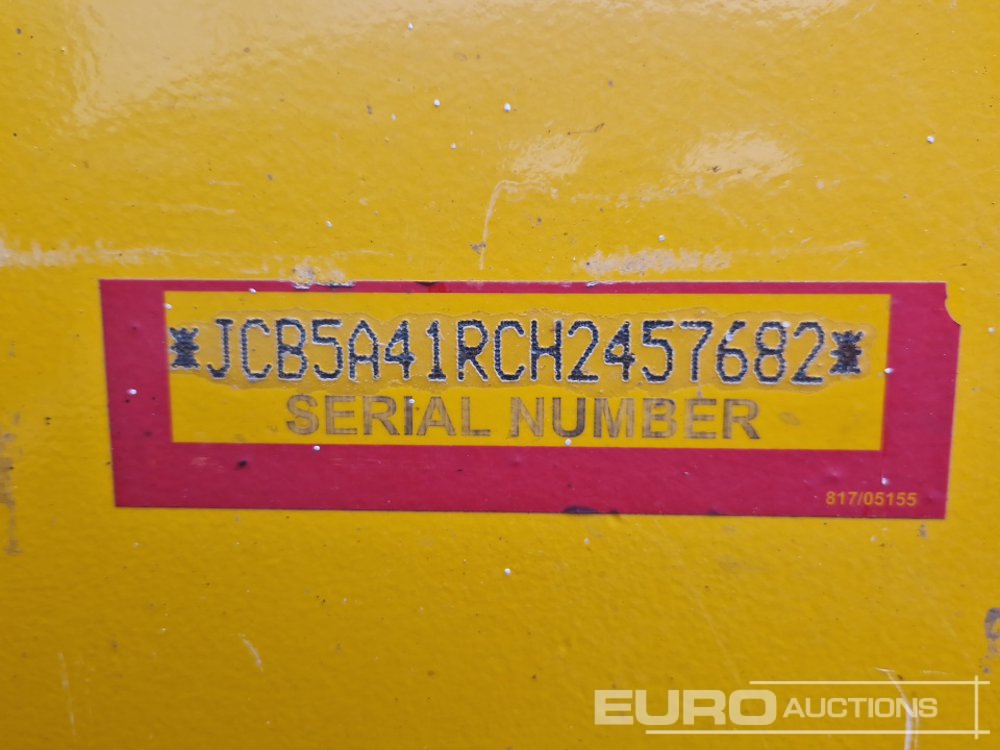 *JCB5A41RCH2457682*
SERIAL NUMBER
817/05155
EURO AUCTIONS